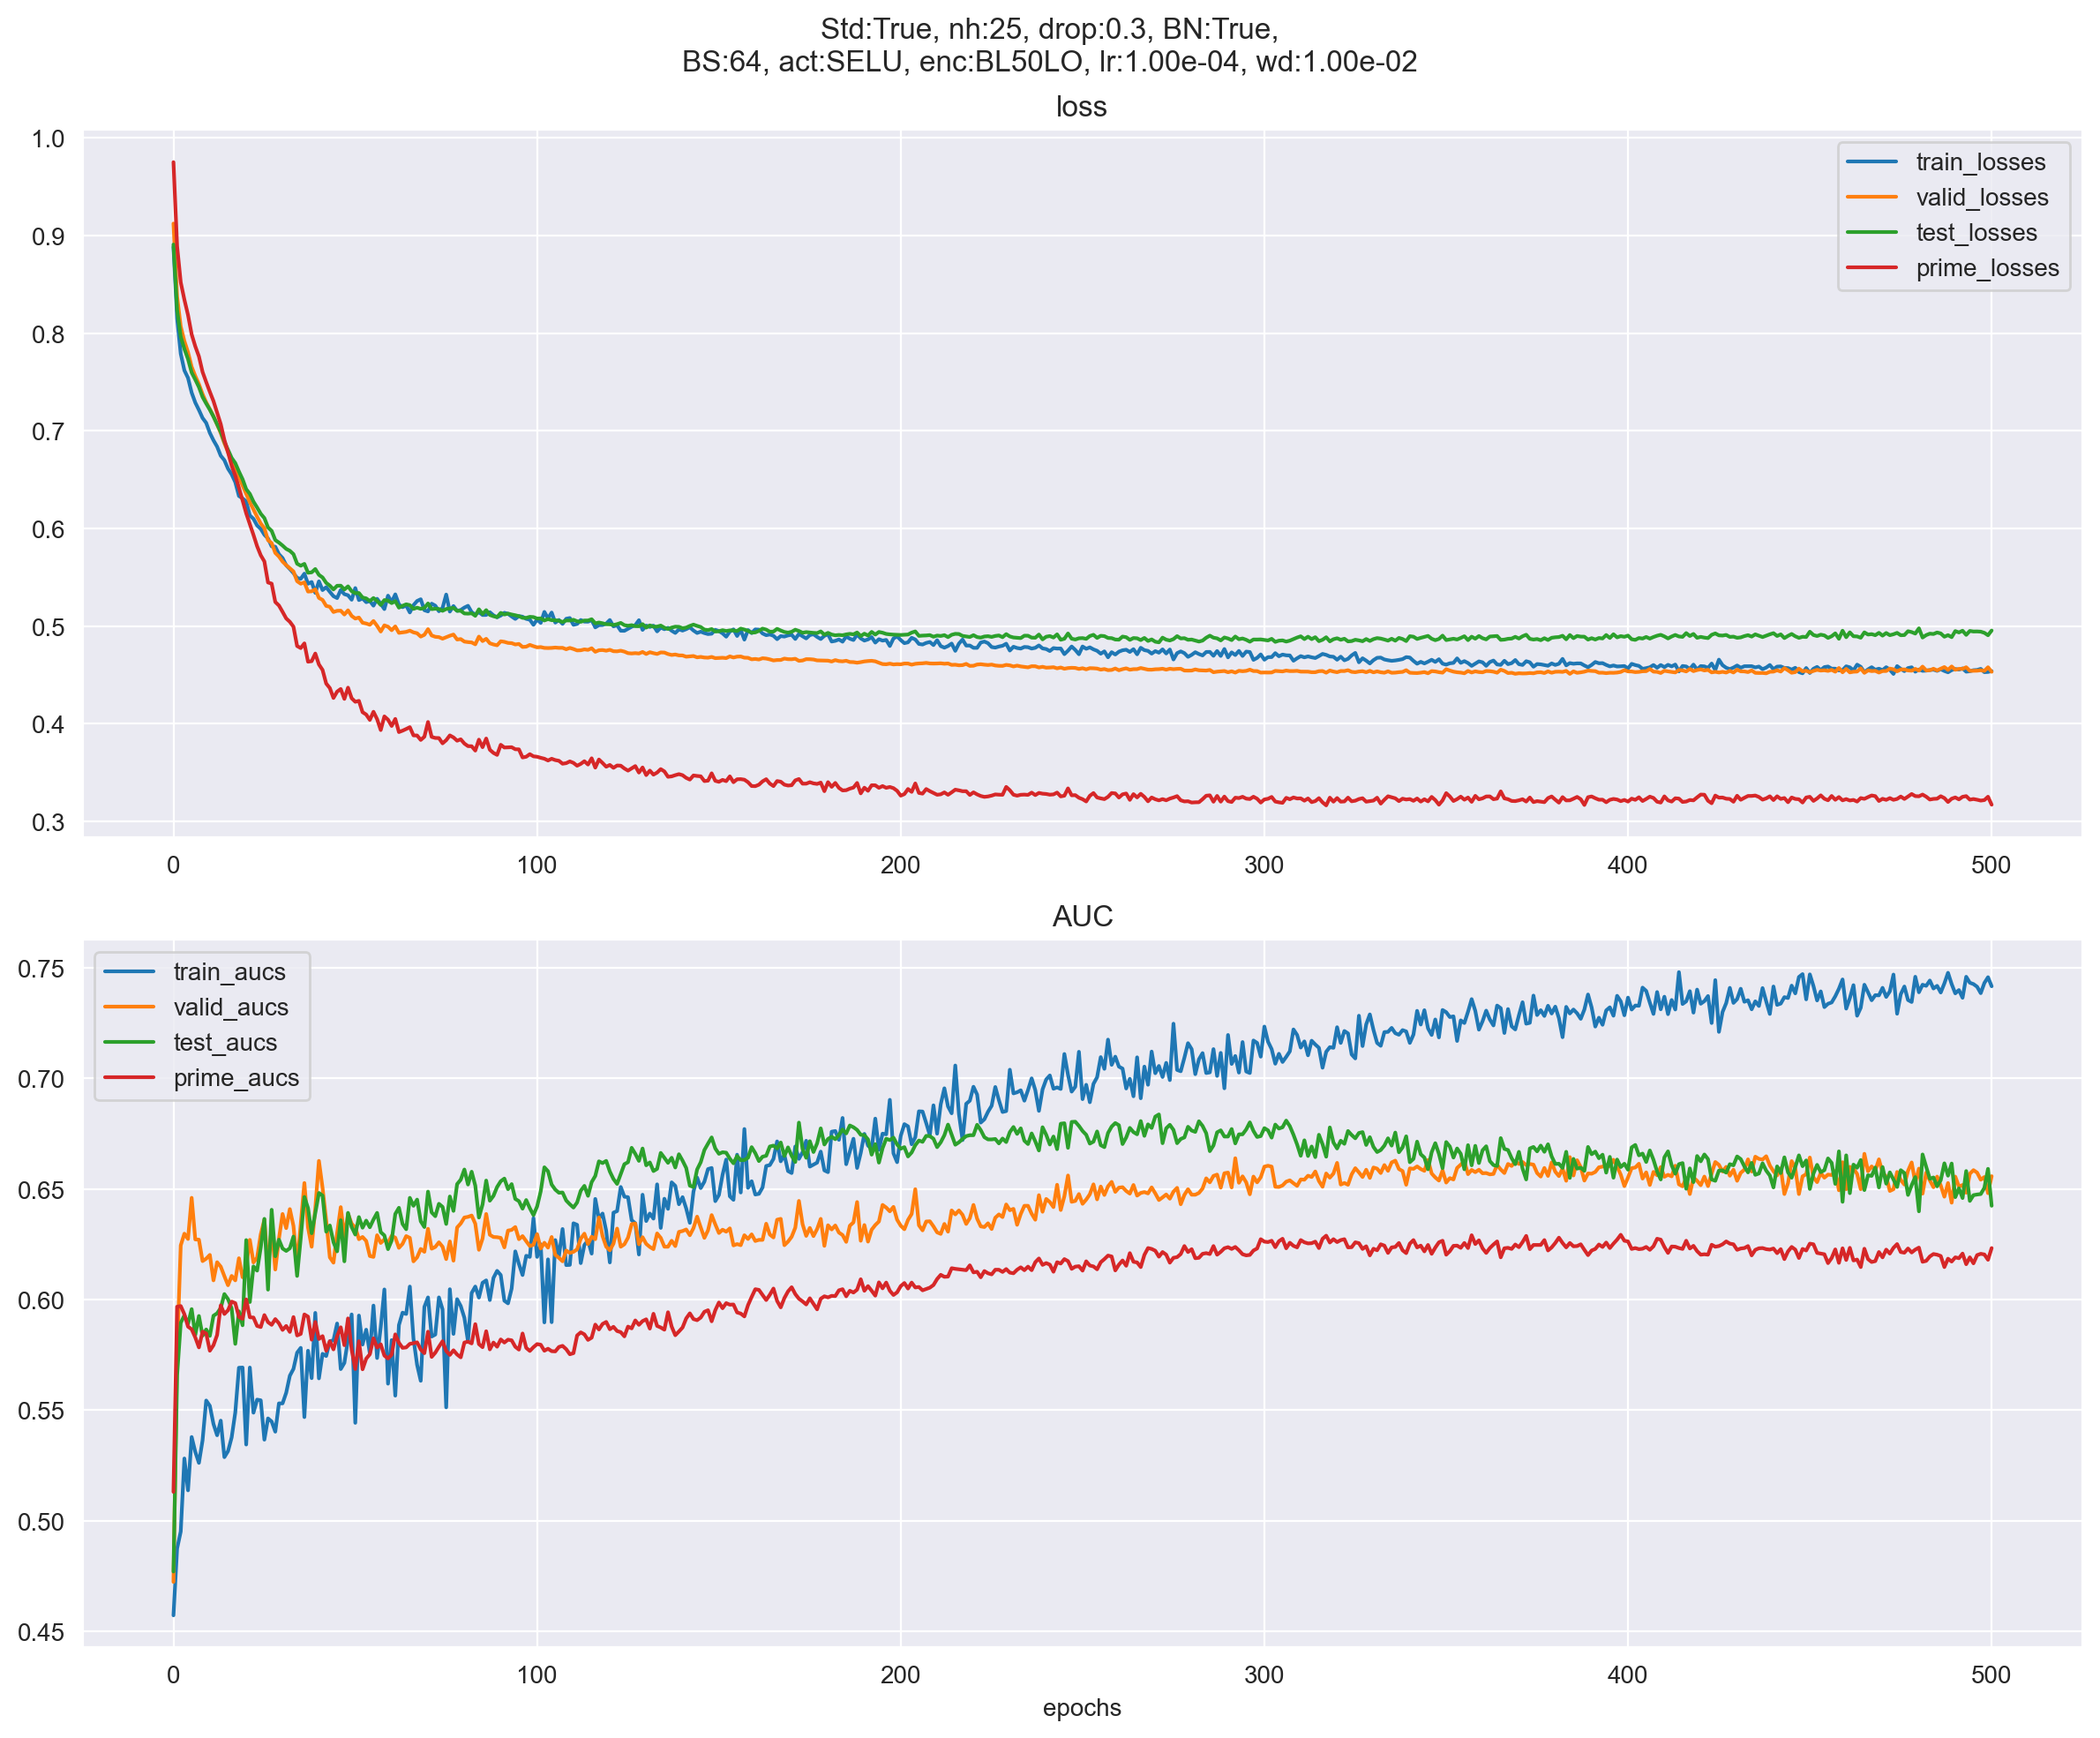 Std:True, nh:25, drop:0.3, BN:True,
BS:64, act:SELU, enc:BL50LO, lr:1.00e-04, wd:1.00e-02
loss
1.0
0.9
0.8
0.7
0.6
0.5
0.4
0.3
train_losses
valid_losses
test_losses
prime_losses
0 100 200 300 400 500
AUC
0.75
0.70
0.65
0.60
0.55
0.50
0.45
train_aucs
valid_aucs
test_aucs
prime_aucs
0 100 200 300 400 500
epochs